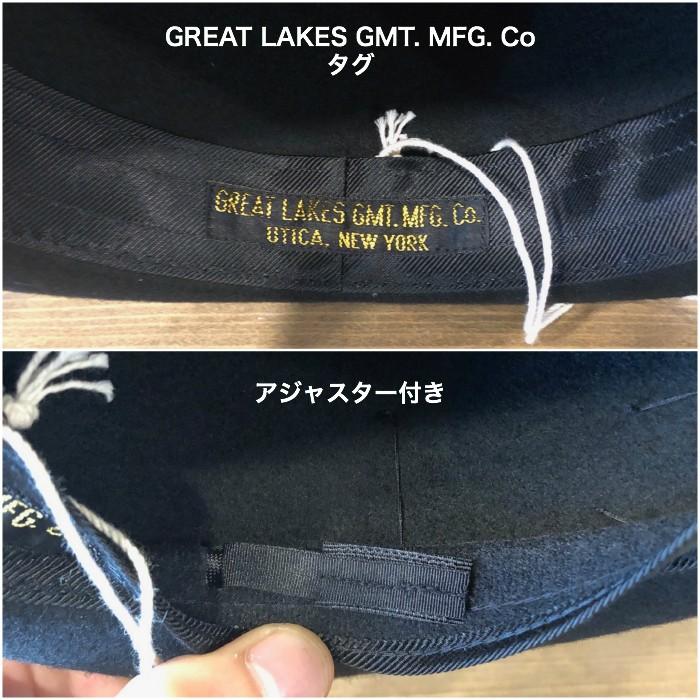 GREAT LAKES GMT. MFG. Co
タグ
GREAT LAKES GMT. MFG. Co.
UTICA, NEW YORK
アジャスター付き
MFG.